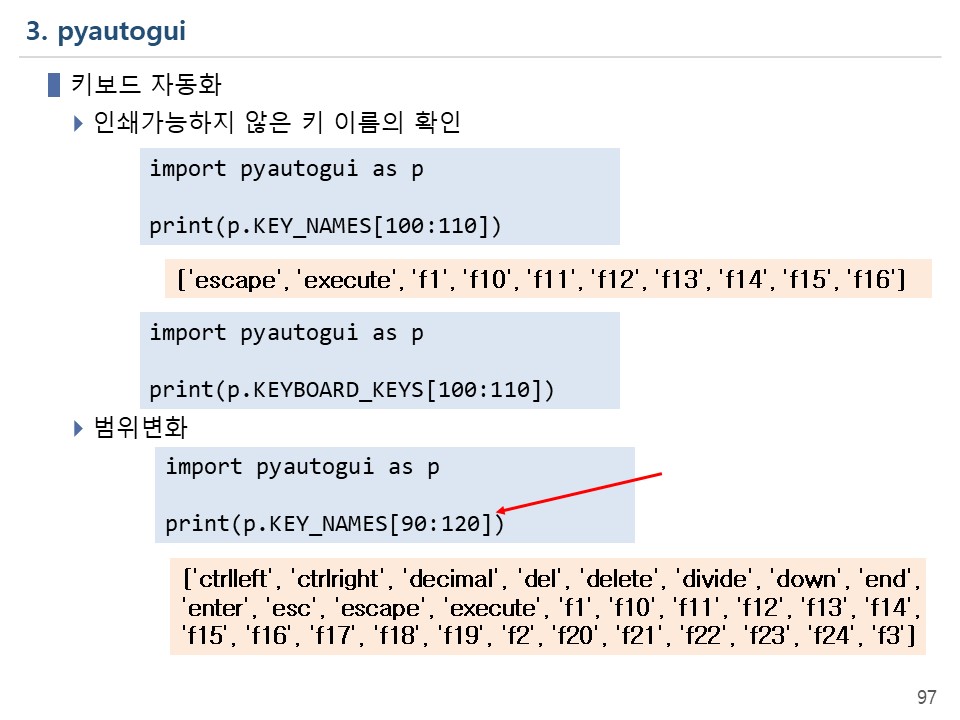 3. pyautogui
키보드 자동화
인쇄가능하지 않은 키 이름의 확인
import pyautogui as p
print(p.KEY_NAMES[100:110])
['escape', 'execute', 'f1', 'f10', 'f11', 'f12', 'f13', 'f14', 'f15', 'f16']
import pyautogui as p
print(p.KEYBOARD_KEYS[100:110])
범위변화
import pyautogui as p
print(p.KEY_NAMES[90:120])
['ctrlleft', 'ctrlright', 'decimal', 'del', 'delete', 'divide', 'down', 'end',
'enter', 'esc', 'escape', 'execute', 'f1', 'f10', 'f11', 'f12', 'f13', 'f14',
'f15', 'f16', 'f17', 'f18', 'f19', 'f2', 'f20', 'f21', 'f22', 'f23', 'f24', 'f3']
97